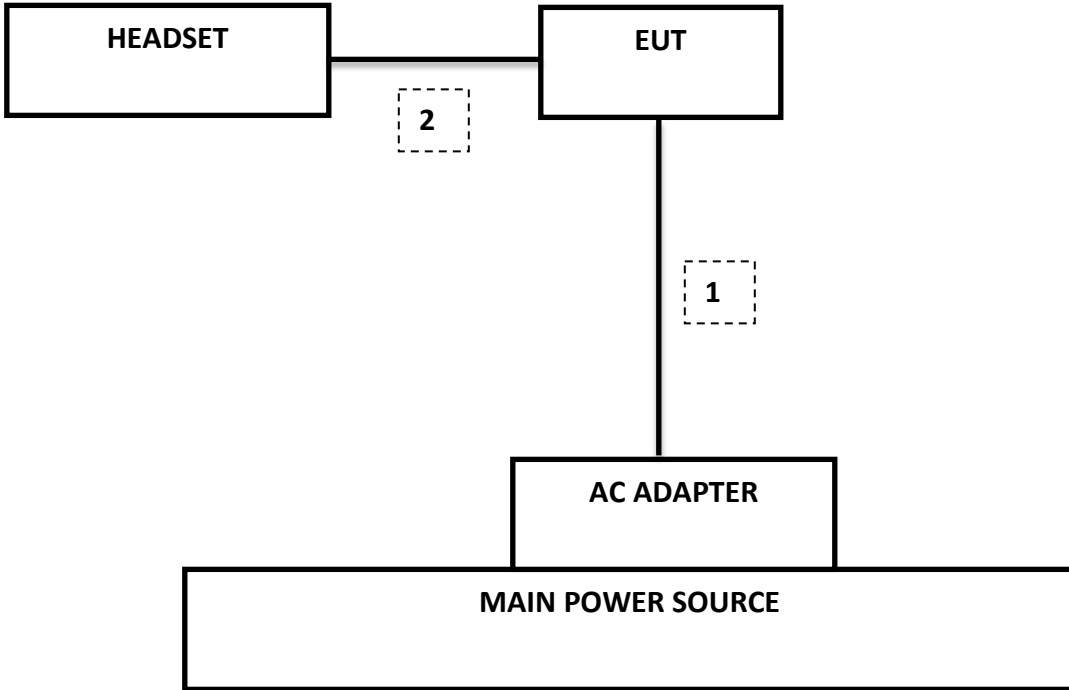 HEADSET
EUT
2
1
AC ADAPTER
MAIN POWER SOURCE